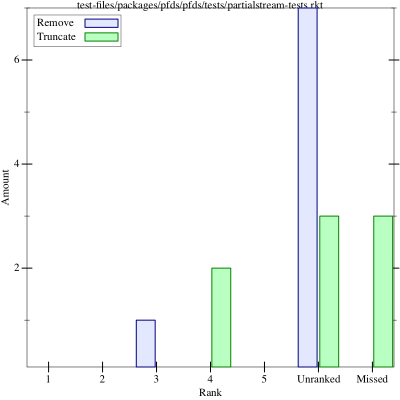 test-files/packages/pfds/pfds/tests/partialstream-tests.rkt
Remove
Truncate
6
4
2
Amount
1 2 3 4 5 Unranked Missed
Rank